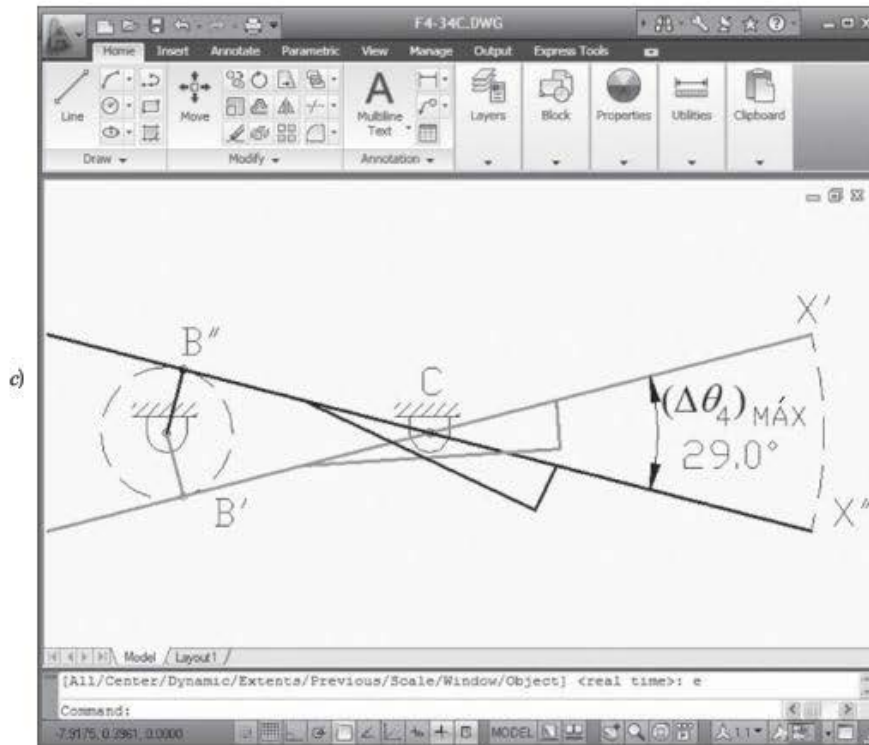 F4-34C.DWG
Home Insert Annotate Parametric View Manage Output Express Tools
Line
Move
A
Multiline Text
Layers
Block
Properties
Utilities
Clipboard
Draw
Modify
Annotation
c)
B″
C
X′
(Δθ₄)MÁX
29.0°
B′
X″
Model / Layout1 /
[All/Center/Dynamic/Extents/Previous/Scale/Window/Object] <real time>: e
Command:
-7.9175, 0.3961, 0.0000
MODEL
1:1